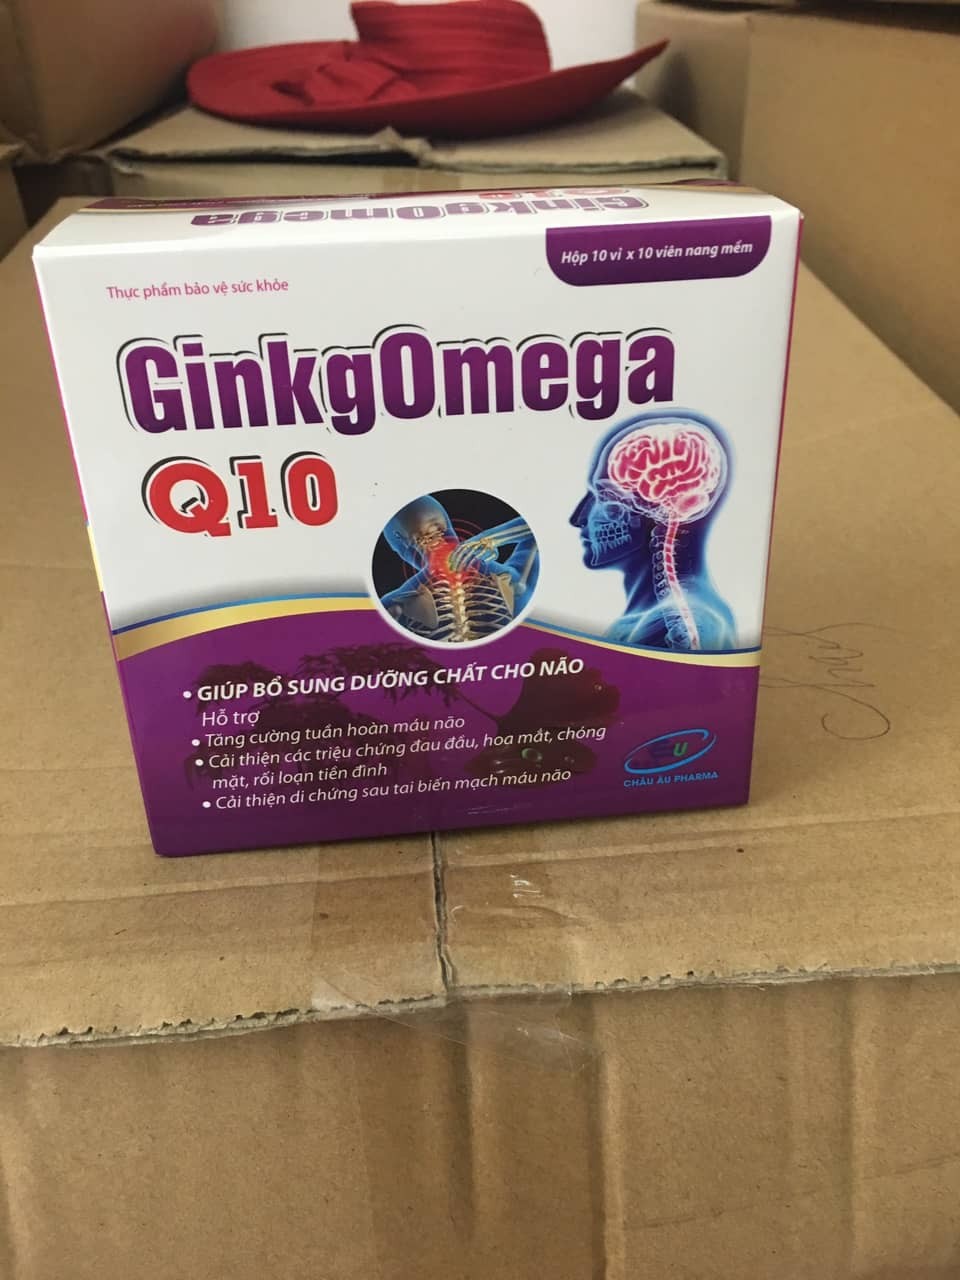 GinkgOmega Q10
Hộp 10 vỉ x 10 viên nang mềm
Thực phẩm bảo vệ sức khỏe
GinkgOmega
Q10
• GIÚP BỔ SUNG DƯỠNG CHẤT CHO NÃO
Hỗ trợ
• Tăng cường tuần hoàn máu não
• Cải thiện các triệu chứng đau đầu, hoa mắt, chóng
mặt, rối loạn tiền đình
• Cải thiện di chứng sau tai biến mạch máu não
EU
CHÂU ÂU PHARMA